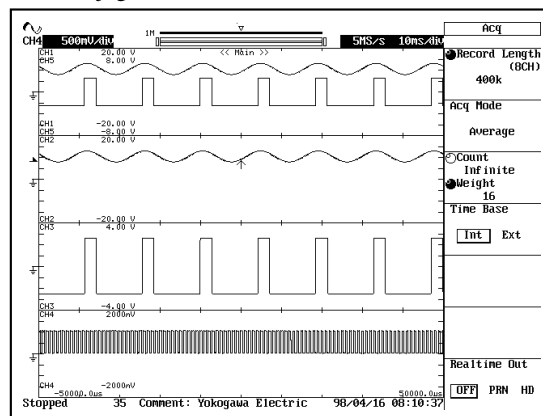 Acq
CH4 500mV/div
1M
5MS/s 10ms/div
CH1 20.00 V
CH5 8.00 V
<< Main >>
CH1 -20.00 V
CH5 -8.00 V
CH2 20.00 V
CH2 -20.00 V
CH3 4.00 V
CH3 -4.00 V
CH4 2000mV
CH4 -2000mV
-50000.0us
50000.0us
Stopped 35 Comment: Yokogawa Electric 98/04/16 08:10:37
Record Length
(8CH)
400k
Acq Mode
Average
Count
Infinite
Weight
16
Time Base
Int Ext
Realtime Out
OFF PRN HD